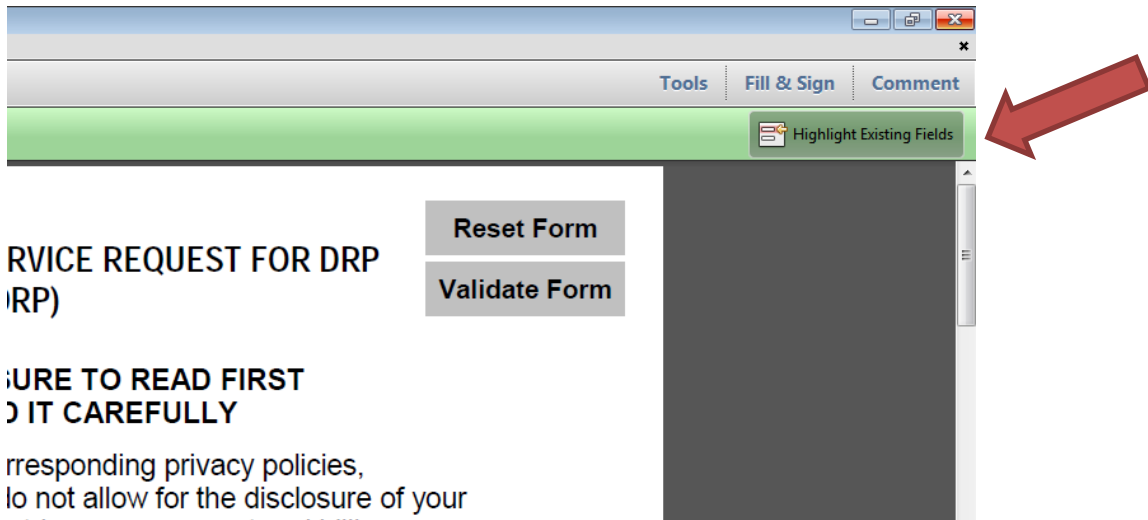 Tools Fill & Sign Comment
Highlight Existing Fields
Reset Form
RVICE REQUEST FOR DRP
Validate Form
RP)
SURE TO READ FIRST
IT CAREFULLY
rresponding privacy policies,
do not allow for the disclosure of your